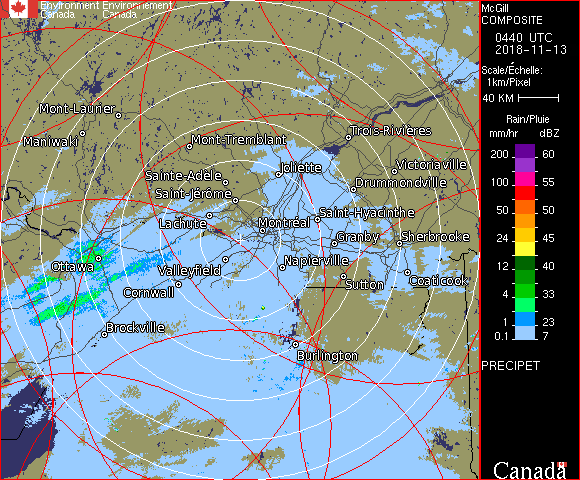 Environment Environnement
Canada Canada
McGill
COMPOSITE
0440 UTC
2018-11-13
Scale/Échelle:
1km/Pixel
40 KM
Rain/Pluie
mm/hr dBZ
200 60
100 55
50 50
24 45
12 40
4 33
1 23
0.1 7
PRECIPET
Canada
Mont-Laurier
Maniwaki
Mont-Tremblant
Trois-Rivières
Sainte-Adèle
Joliette
Victoriaville
Saint-Jérôme
Drummondville
Lachute
Montréal
Saint-Hyacinthe
Granby
Sherbrooke
Ottawa
Valleyfield
Napierville
Sutton
Coaticook
Cornwall
Brockville
Burlington